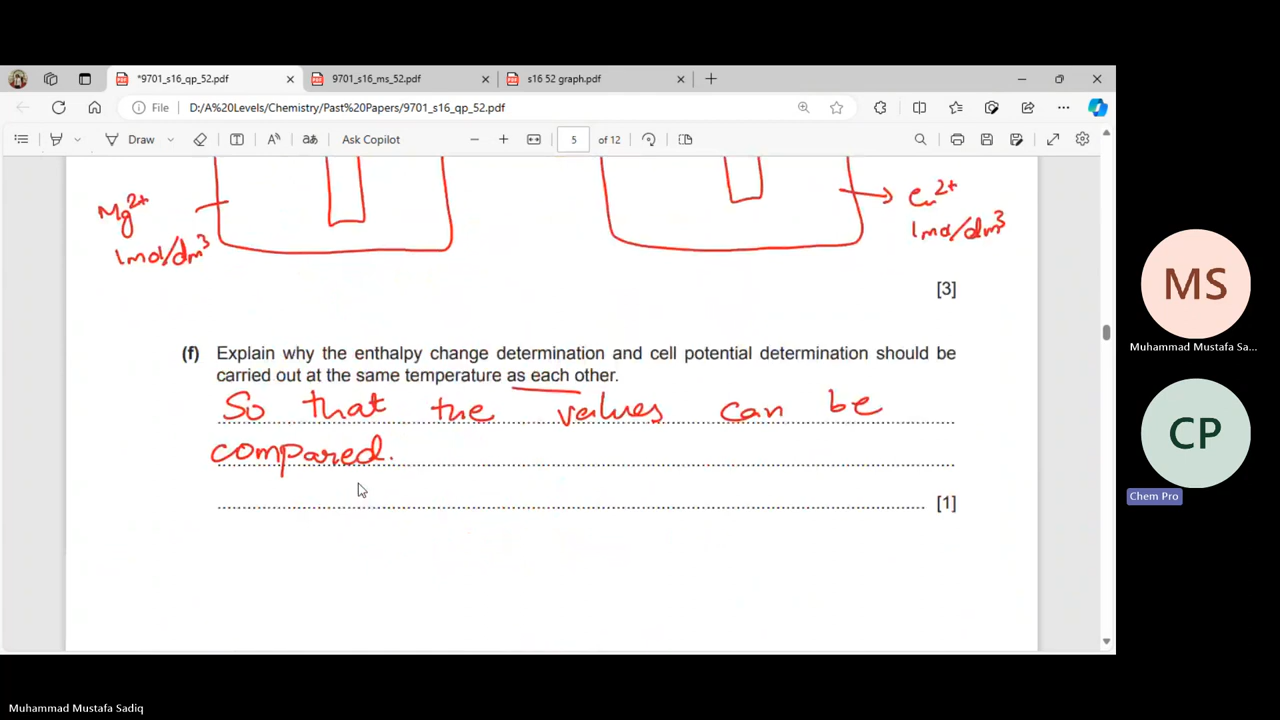 *9701_s16_qp_52.pdf
9701_s16_ms_52.pdf
s16 52 graph.pdf
File
D:/A%20Levels/Chemistry/Past%20Papers/9701_s16_qp_52.pdf
Draw
Ask Copilot
5 of 12
Mg2+
1mol/dm3
Cu2+
1mol/dm3
[3]
(f) Explain why the enthalpy change determination and cell potential determination should be
carried out at the same temperature as each other.
So that the values can be
compared.
[1]
MS
Muhammad Mustafa Sa...
CP
Chem Pro
Muhammad Mustafa Sadiq